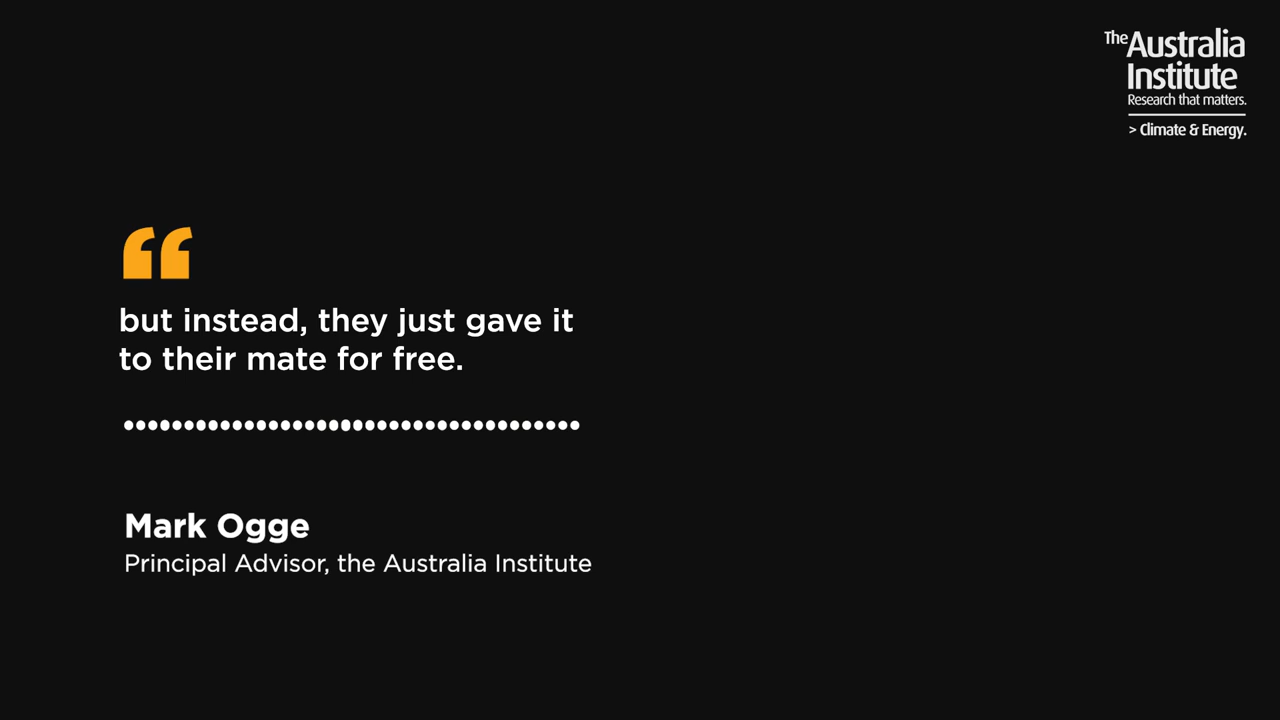 The Australia
Institute
Research that matters.
> Climate & Energy.
“
but instead, they just gave it
to their mate for free.
Mark Ogge
Principal Advisor, the Australia Institute